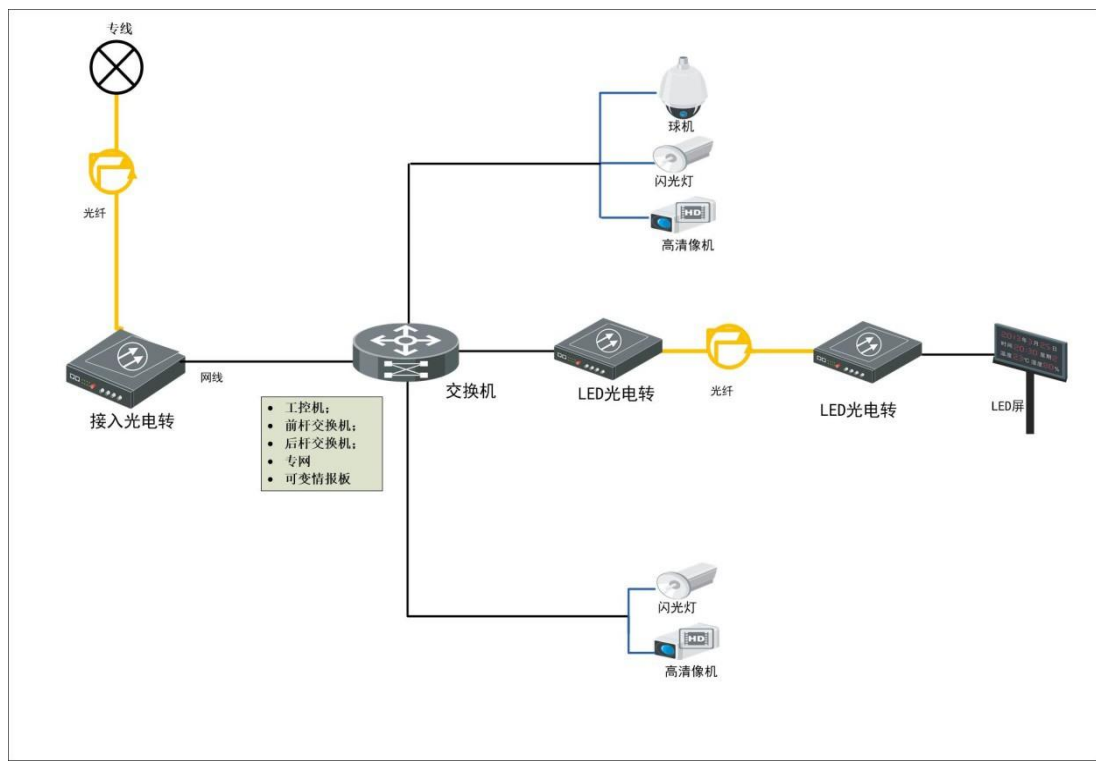 专线
光纤
接入光电转
网线
交换机
• 工控机；
• 前杆交换机；
• 后杆交换机；
• 专网
• 可变情报板
球机
闪光灯
HD
高清像机
LED光电转
光纤
LED光电转
LED屏
闪光灯
HD
高清像机